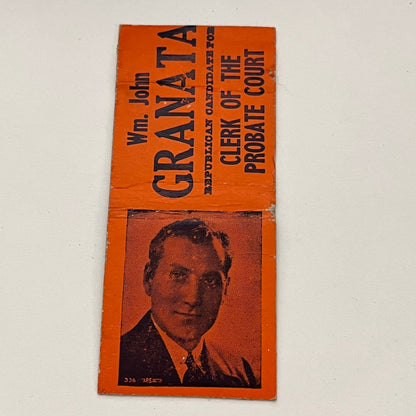 Wm. John
GRANATA
REPUBLICAN CANDIDATE FOR
CLERK OF THE
PROBATE COURT